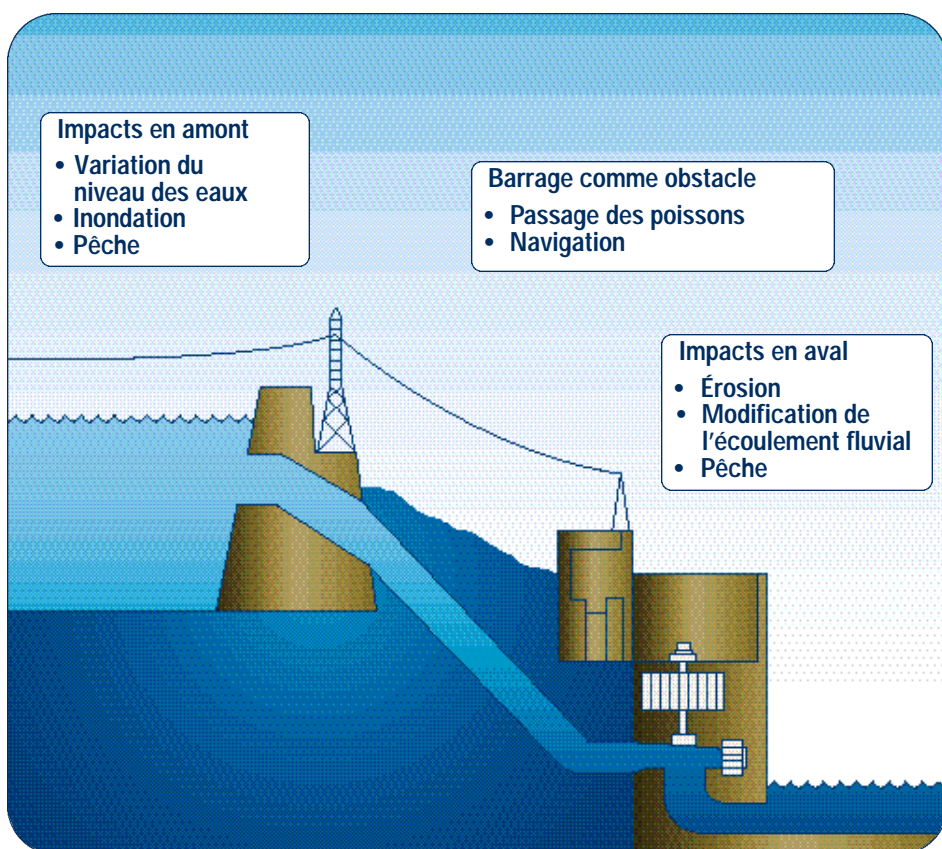 Impacts en amont
• Variation du
niveau des eaux
• Inondation
• Pêche
Barrage comme obstacle
• Passage des poissons
• Navigation
Impacts en aval
• Érosion
• Modification de
l'écoulement fluvial
• Pêche